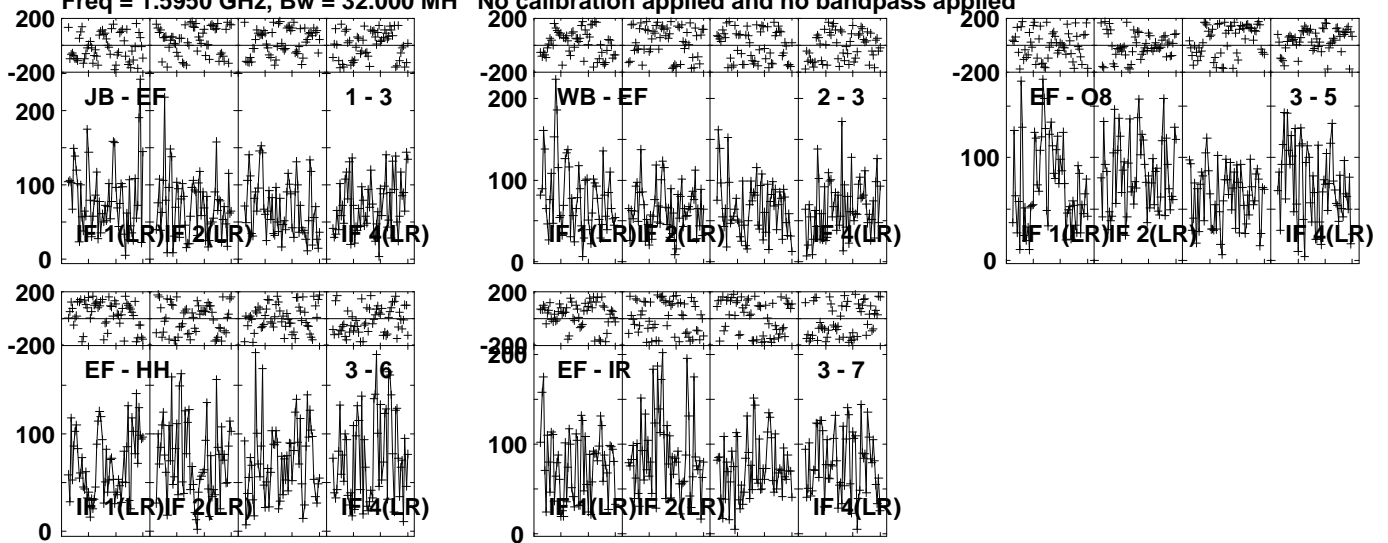 Freq = 1.5950 GHz, Bw = 32.000 MH No calibration applied and no bandpass applied
200
-200
200
JB - EF
1 - 3
100
IF 1(LR) IF 2(LR)
IF 4(LR)
0
200
-200
200
WB - EF
2 - 3
100
IF 1(LR) IF 2(LR)
IF 4(LR)
0
200
-200
EF - O8
3 - 5
100
IF 1(LR) IF 2(LR)
IF 4(LR)
0
200
-200
EF - HH
3 - 6
100
IF 1(LR) IF 2(LR)
IF 4(LR)
0
200
-200
200
EF - IR
3 - 7
100
IF 1(LR) IF 2(LR)
IF 4(LR)
0